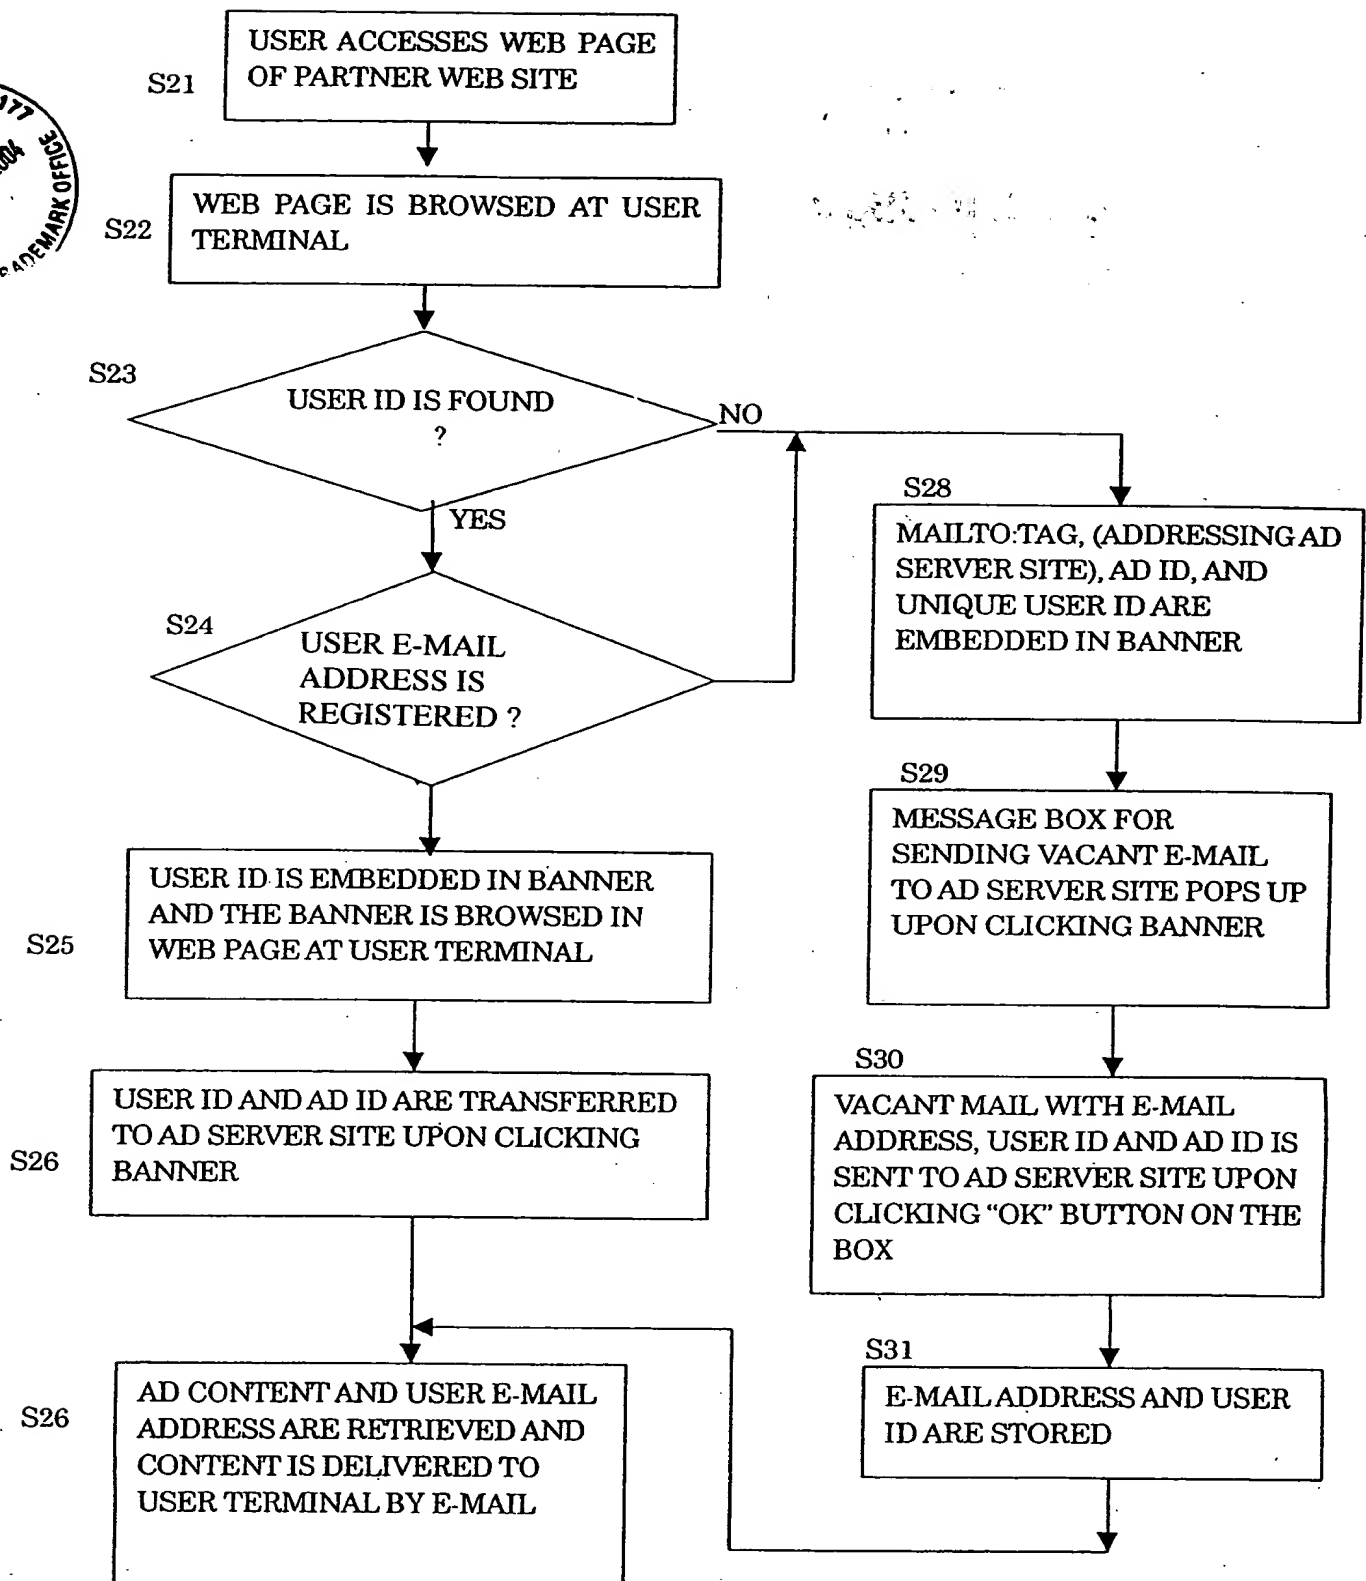 USER ACCESSES WEB PAGE
OF PARTNER WEB SITE
S21
WEB PAGE IS BROWSED AT USER
TERMINAL
S22
S23
USER ID IS FOUND
?
NO
YES
S24
USER E-MAIL
ADDRESS IS
REGISTERED ?
USER ID IS EMBEDDED IN BANNER
AND THE BANNER IS BROWSED IN
WEB PAGE AT USER TERMINAL
S25
USER ID AND AD ID ARE TRANSFERRED
TO AD SERVER SITE UPON CLICKING
BANNER
S26
AD CONTENT AND USER E-MAIL
ADDRESS ARE RETRIEVED AND
CONTENT IS DELIVERED TO
USER TERMINAL BY E-MAIL
S26
S28
MAILTO:TAG, (ADDRESSING AD
SERVER SITE), AD ID, AND
UNIQUE USER ID ARE
EMBEDDED IN BANNER
S29
MESSAGE BOX FOR
SENDING VACANT E-MAIL
TO AD SERVER SITE POPS UP
UPON CLICKING BANNER
S30
VACANT MAIL WITH E-MAIL
ADDRESS, USER ID AND AD ID IS
SENT TO AD SERVER SITE UPON
CLICKING “OK” BUTTON ON THE
BOX
S31
E-MAIL ADDRESS AND USER
ID ARE STORED
OFFICE